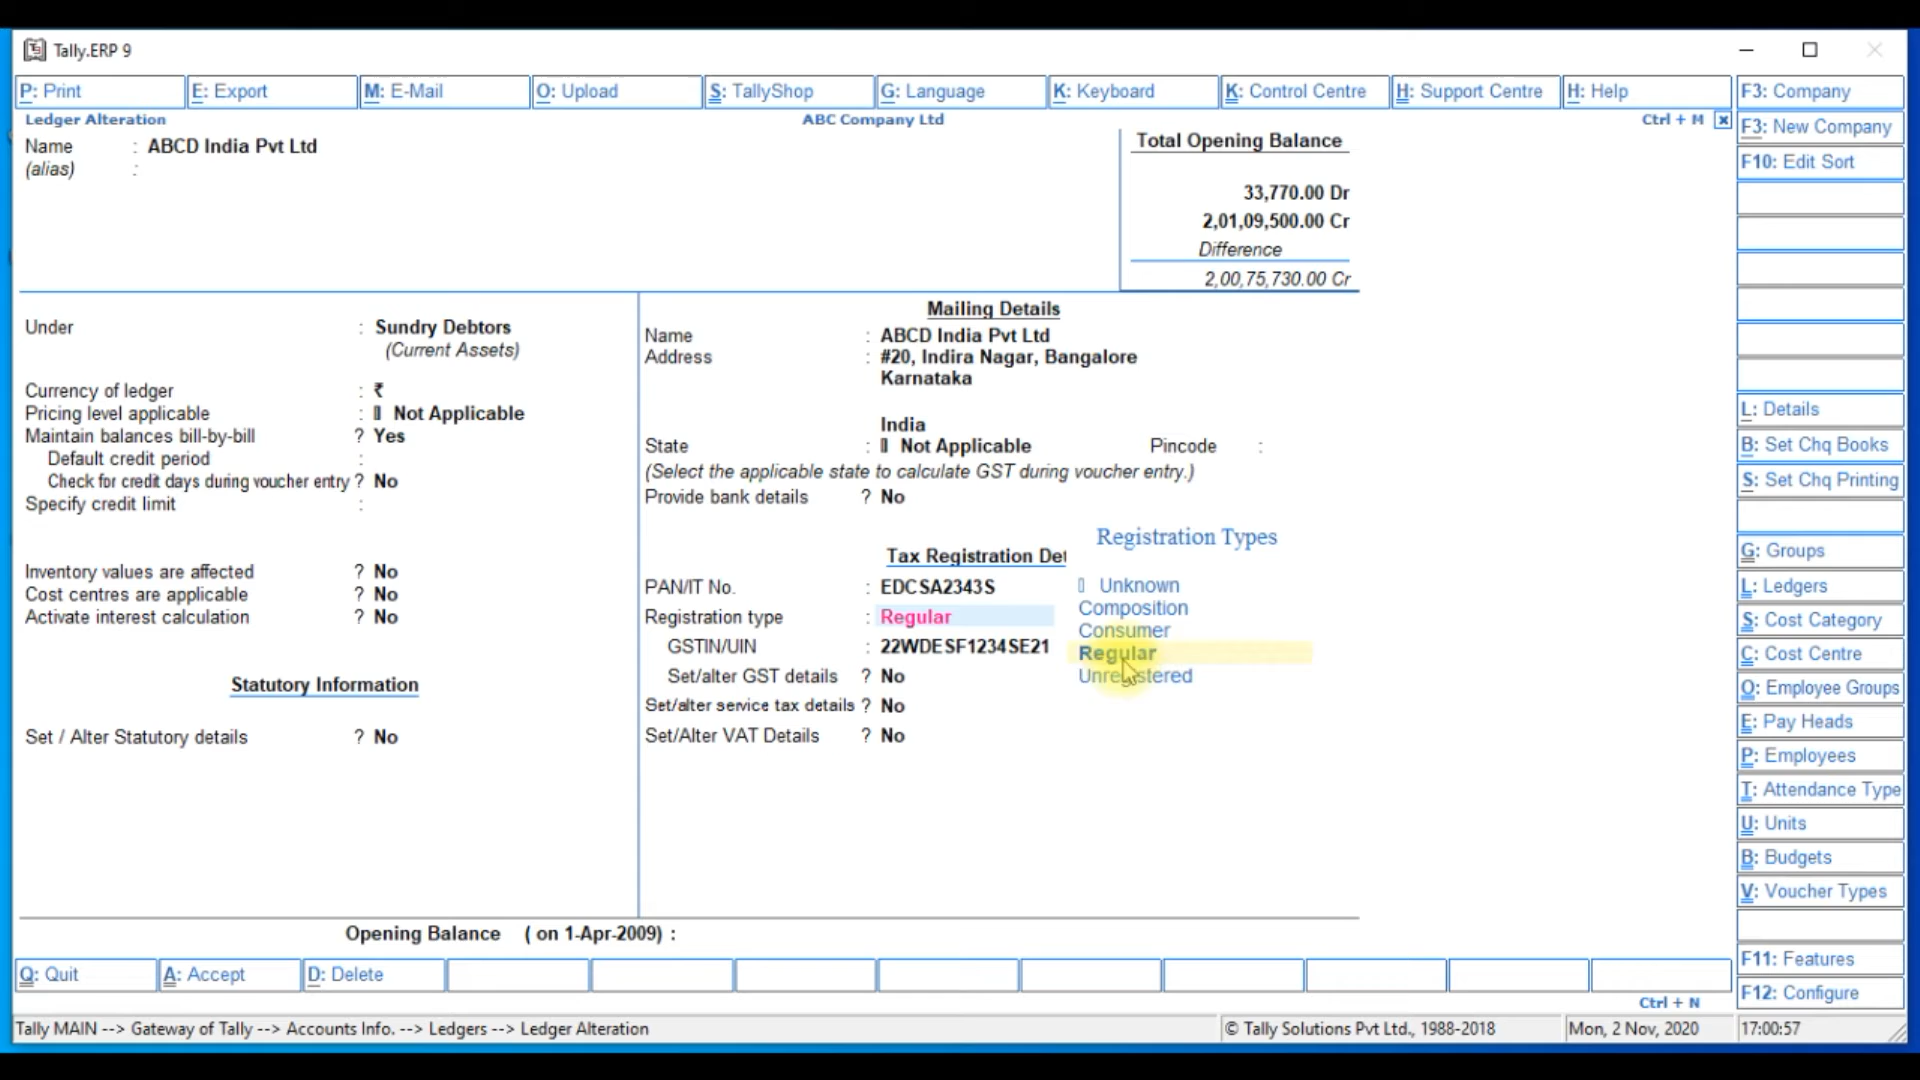 Tally.ERP 9
P: Print E: Export M: E-Mail O: Upload S: TallyShop G: Language K: Keyboard K: Control Centre H: Support Centre H: Help F3: Company
Ledger Alteration ABC Company Ltd Ctrl + M
F3: New Company
F10: Edit Sort
Name : ABCD India Pvt Ltd
(alias) :
Total Opening Balance
33,770.00 Dr
2,01,09,500.00 Cr
Difference
2,00,75,730.00 Cr
Under : Sundry Debtors
(Current Assets)
Currency of ledger : ₹
Pricing level applicable : Not Applicable
Maintain balances bill-by-bill ? Yes
Default credit period :
Check for credit days during voucher entry ? No
Specify credit limit :
Inventory values are affected ? No
Cost centres are applicable ? No
Activate interest calculation ? No
Statutory Information
Set / Alter Statutory details ? No
Mailing Details
Name : ABCD India Pvt Ltd
Address : #20, Indira Nagar, Bangalore
Karnataka
India
State : Not Applicable Pincode :
(Select the applicable state to calculate GST during voucher entry.)
Provide bank details ? No
Tax Registration Det
PAN/IT No. : EDCSA2343S
Registration type : Regular
GSTIN/UIN : 22WDESF1234SE21
Set/alter GST details ? No
Set/alter service tax details ? No
Set/Alter VAT Details ? No
Registration Types
Unknown
Composition
Consumer
Regular
Unregistered
L: Details
B: Set Chq Books
S: Set Chq Printing
G: Groups
L: Ledgers
S: Cost Category
C: Cost Centre
O: Employee Groups
E: Pay Heads
P: Employees
T: Attendance Type
U: Units
B: Budgets
V: Voucher Types
F11: Features
F12: Configure
Opening Balance ( on 1-Apr-2009) :
Q: Quit A: Accept D: Delete
Ctrl + N
Tally MAIN --> Gateway of Tally --> Accounts Info. --> Ledgers --> Ledger Alteration © Tally Solutions Pvt Ltd., 1988-2018 Mon, 2 Nov, 2020 17:00:57